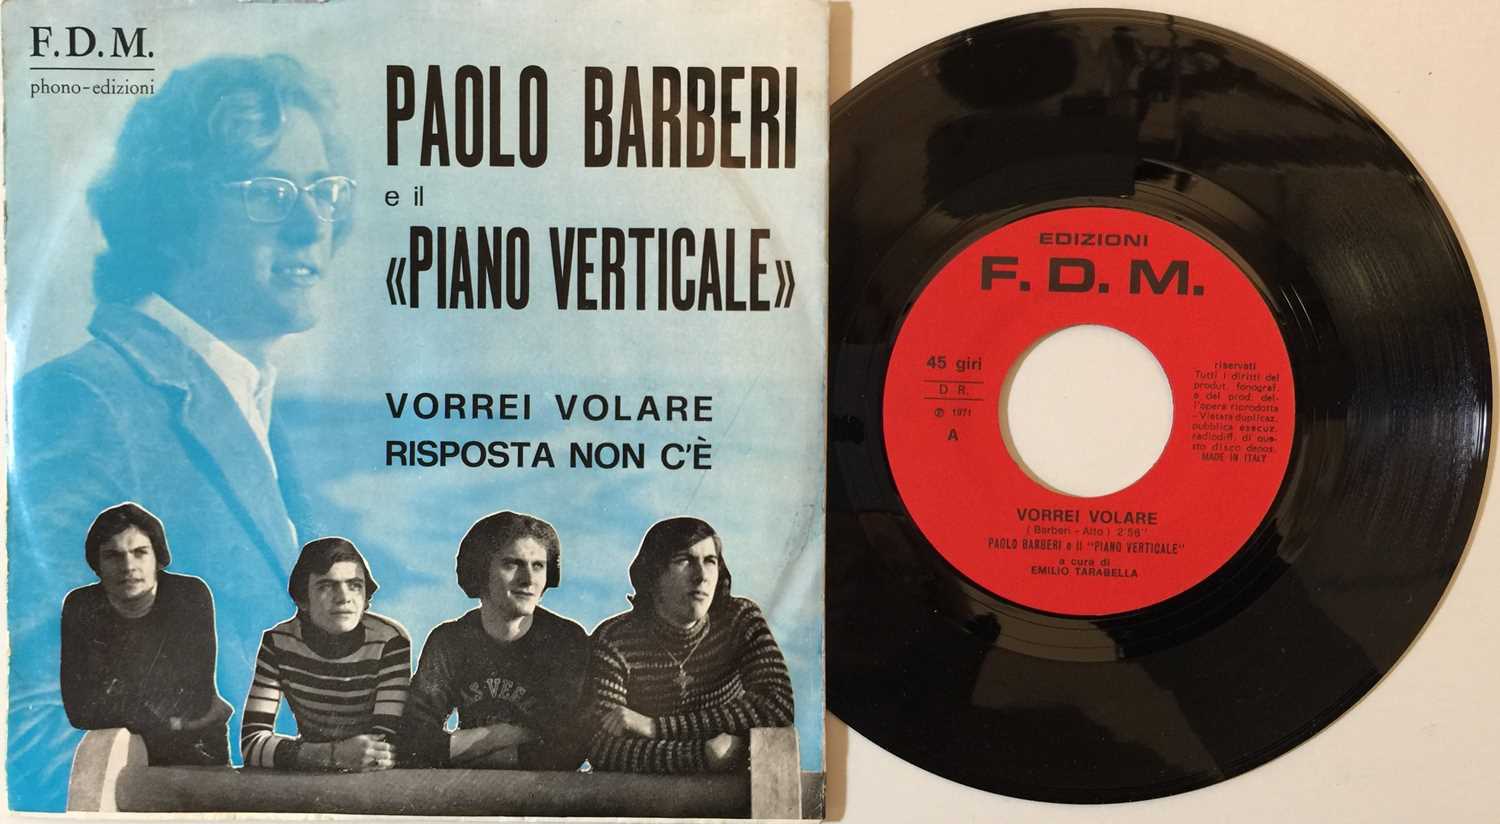 F.D.M.
phono-edizioni
PAOLO BARBERI
e il
«PIANO VERTICALE»
VORREI VOLARE
RISPOSTA NON C'È
EDIZIONI
F. D. M.
45 giri
D R.
℗ 1971
A
riservati
Tutti i diritti del
produt. fonograf.
e del prod. del-
l'opera riprodotta
- Vietata duplicaz.
pubblica esecuz.
radiodiff. di que-
sto disco denos.
MADE IN ITALY
VORREI VOLARE
( Barberi - Alto ) 2'56''
PAOLO BARBERI e il "PIANO VERTICALE"
a cura di
EMILIO TARABELLA